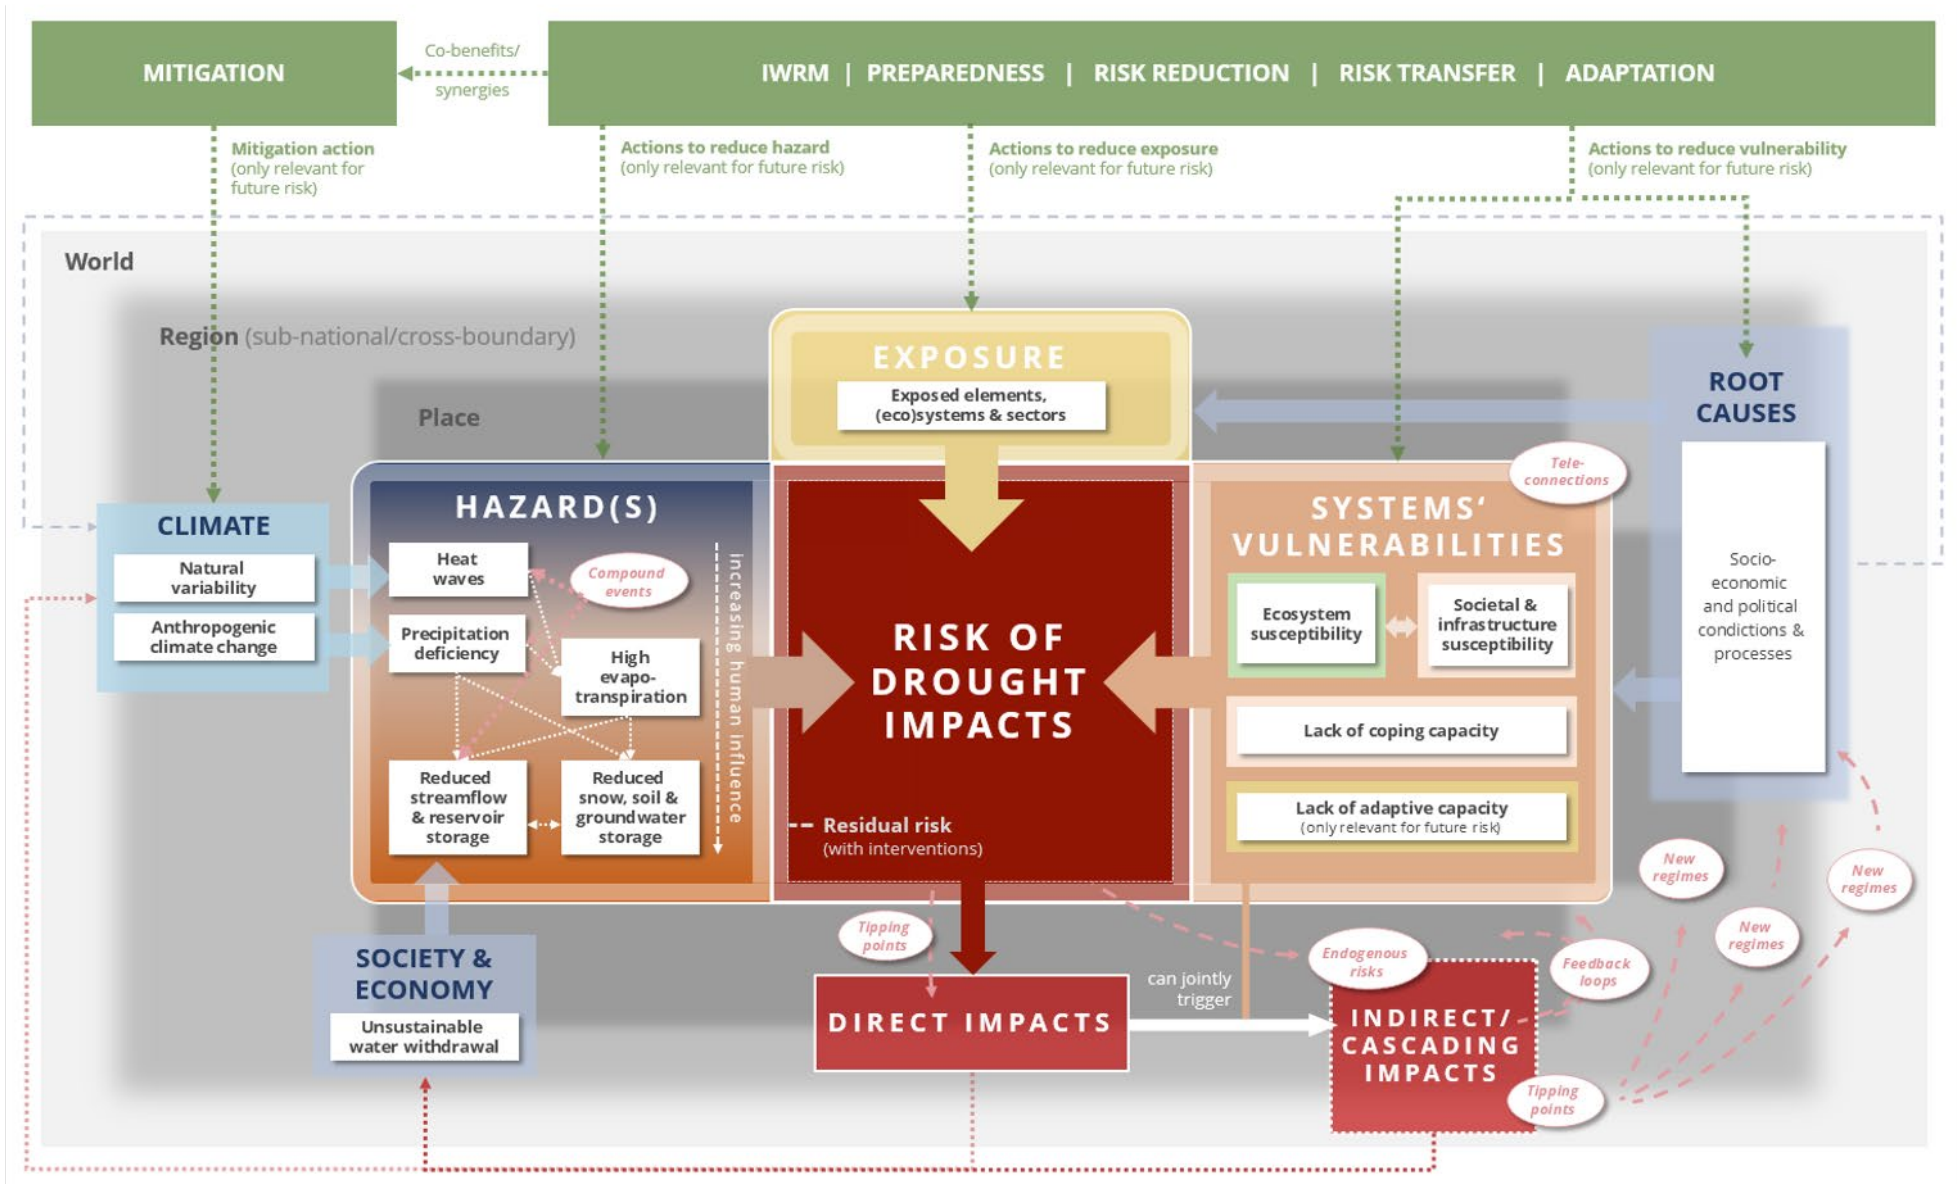 MITIGATION
Co-benefits/
synergies
IWRM | PREPAREDNESS | RISK REDUCTION | RISK TRANSFER | ADAPTATION
Mitigation action
(only relevant for
future risk)
Actions to reduce hazard
(only relevant for future risk)
Actions to reduce exposure
(only relevant for future risk)
Actions to reduce vulnerability
(only relevant for future risk)
World
Region (sub-national/cross-boundary)
Place
EXPOSURE
Exposed elements,
(eco)systems & sectors
ROOT
CAUSES
Socio-
economic
and political
condictions &
processes
CLIMATE
Natural
variability
Anthropogenic
climate change
HAZARD(S)
Heat
waves
Compound
events
Precipitation
deficiency
High
evapo-
transpiration
Reduced
streamflow
& reservoir
storage
Reduced
snow, soil &
groundwater
storage
increasing human influence
RISK OF
DROUGHT
IMPACTS
Residual risk
(with interventions)
Tele-
connections
SYSTEMS‘
VULNERABILITIES
Ecosystem
susceptibility
Societal &
infrastructure
susceptibility
Lack of coping capacity
Lack of adaptive capacity
(only relevant for future risk)
SOCIETY &
ECONOMY
Unsustainable
water withdrawal
Tipping
points
DIRECT IMPACTS
can jointly
trigger
Endogenous
risks
Feedback
loops
INDIRECT/
CASCADING
IMPACTS
Tipping
points
New
regimes
New
regimes
New
regimes